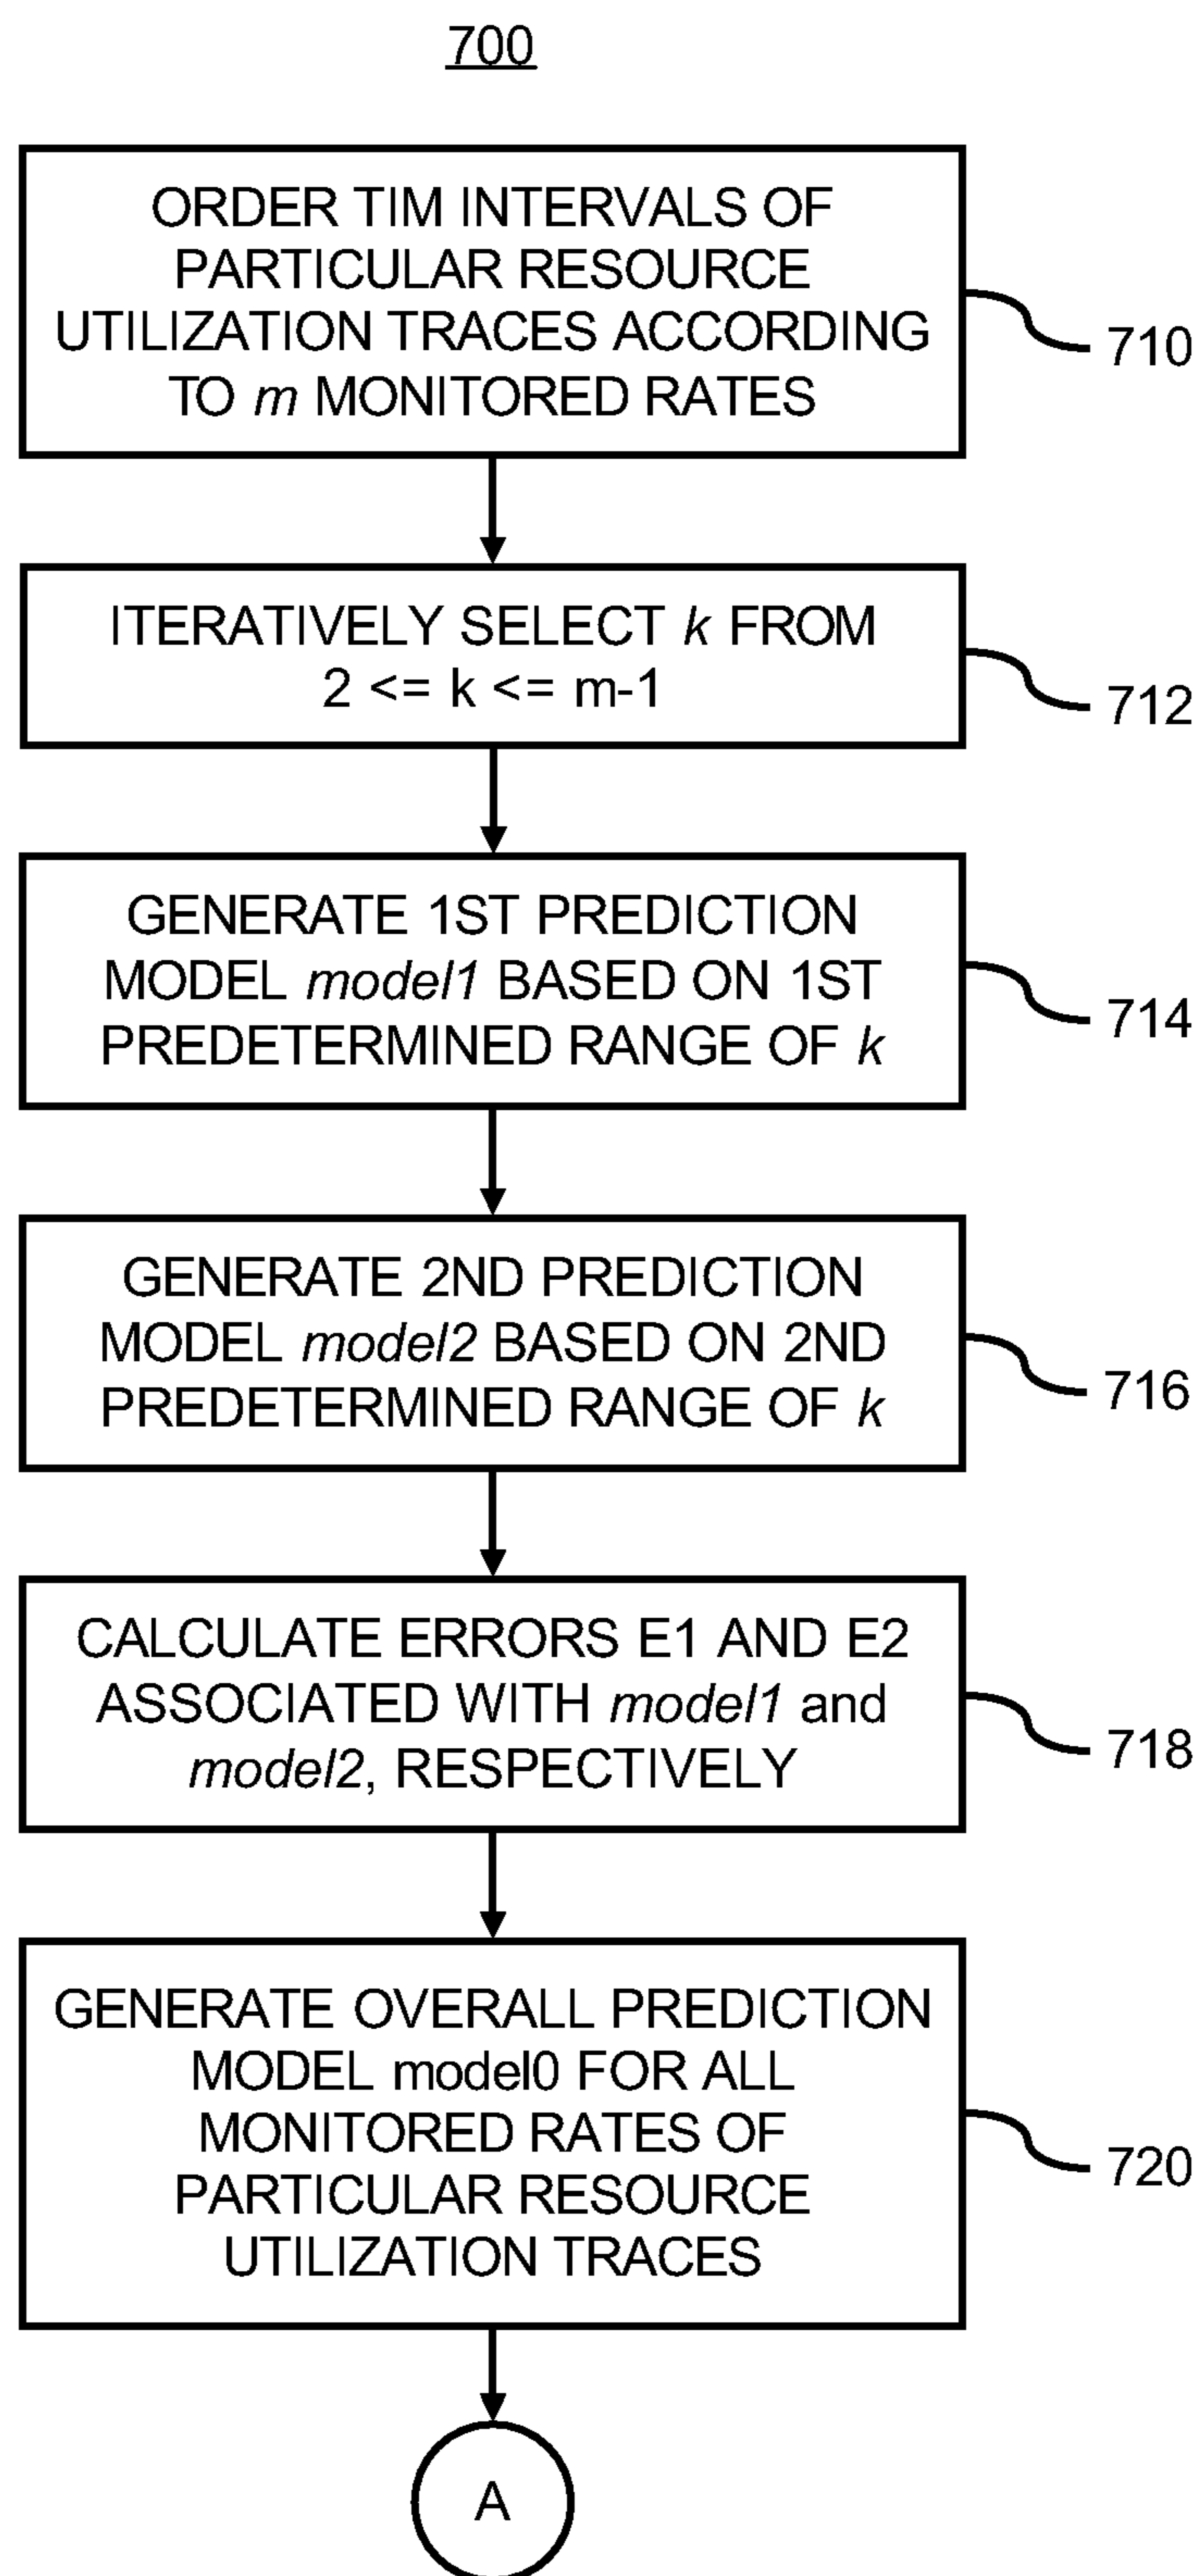 700
ORDER TIM INTERVALS OF
PARTICULAR RESOURCE
UTILIZATION TRACES ACCORDING
TO m MONITORED RATES
710
ITERATIVELY SELECT k FROM
2 <= k <= m-1
712
GENERATE 1ST PREDICTION
MODEL model1 BASED ON 1ST
PREDETERMINED RANGE OF k
714
GENERATE 2ND PREDICTION
MODEL model2 BASED ON 2ND
PREDETERMINED RANGE OF k
716
CALCULATE ERRORS E1 AND E2
ASSOCIATED WITH model1 and
model2, RESPECTIVELY
718
GENERATE OVERALL PREDICTION
MODEL model0 FOR ALL
MONITORED RATES OF
PARTICULAR RESOURCE
UTILIZATION TRACES
720
A